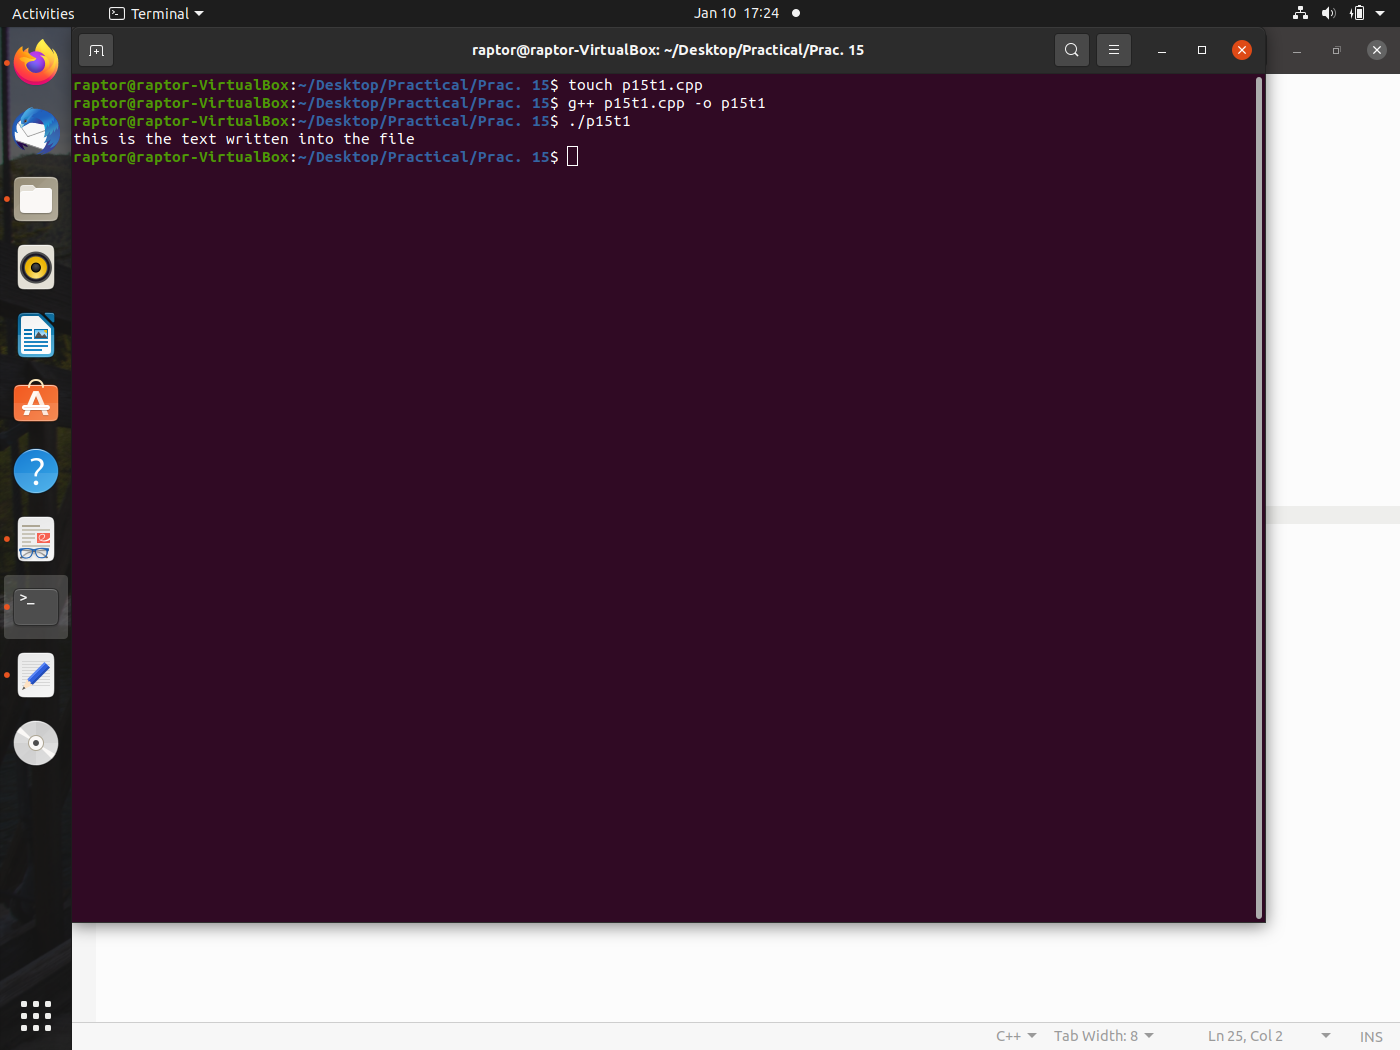 Activities Terminal Jan 10 17:24
raptor@raptor-VirtualBox: ~/Desktop/Practical/Prac. 15
raptor@raptor-VirtualBox:~/Desktop/Practical/Prac. 15$ touch p15t1.cpp
raptor@raptor-VirtualBox:~/Desktop/Practical/Prac. 15$ g++ p15t1.cpp -o p15t1
raptor@raptor-VirtualBox:~/Desktop/Practical/Prac. 15$ ./p15t1
this is the text written into the file
raptor@raptor-VirtualBox:~/Desktop/Practical/Prac. 15$
C++ Tab Width: 8 Ln 25, Col 2 INS